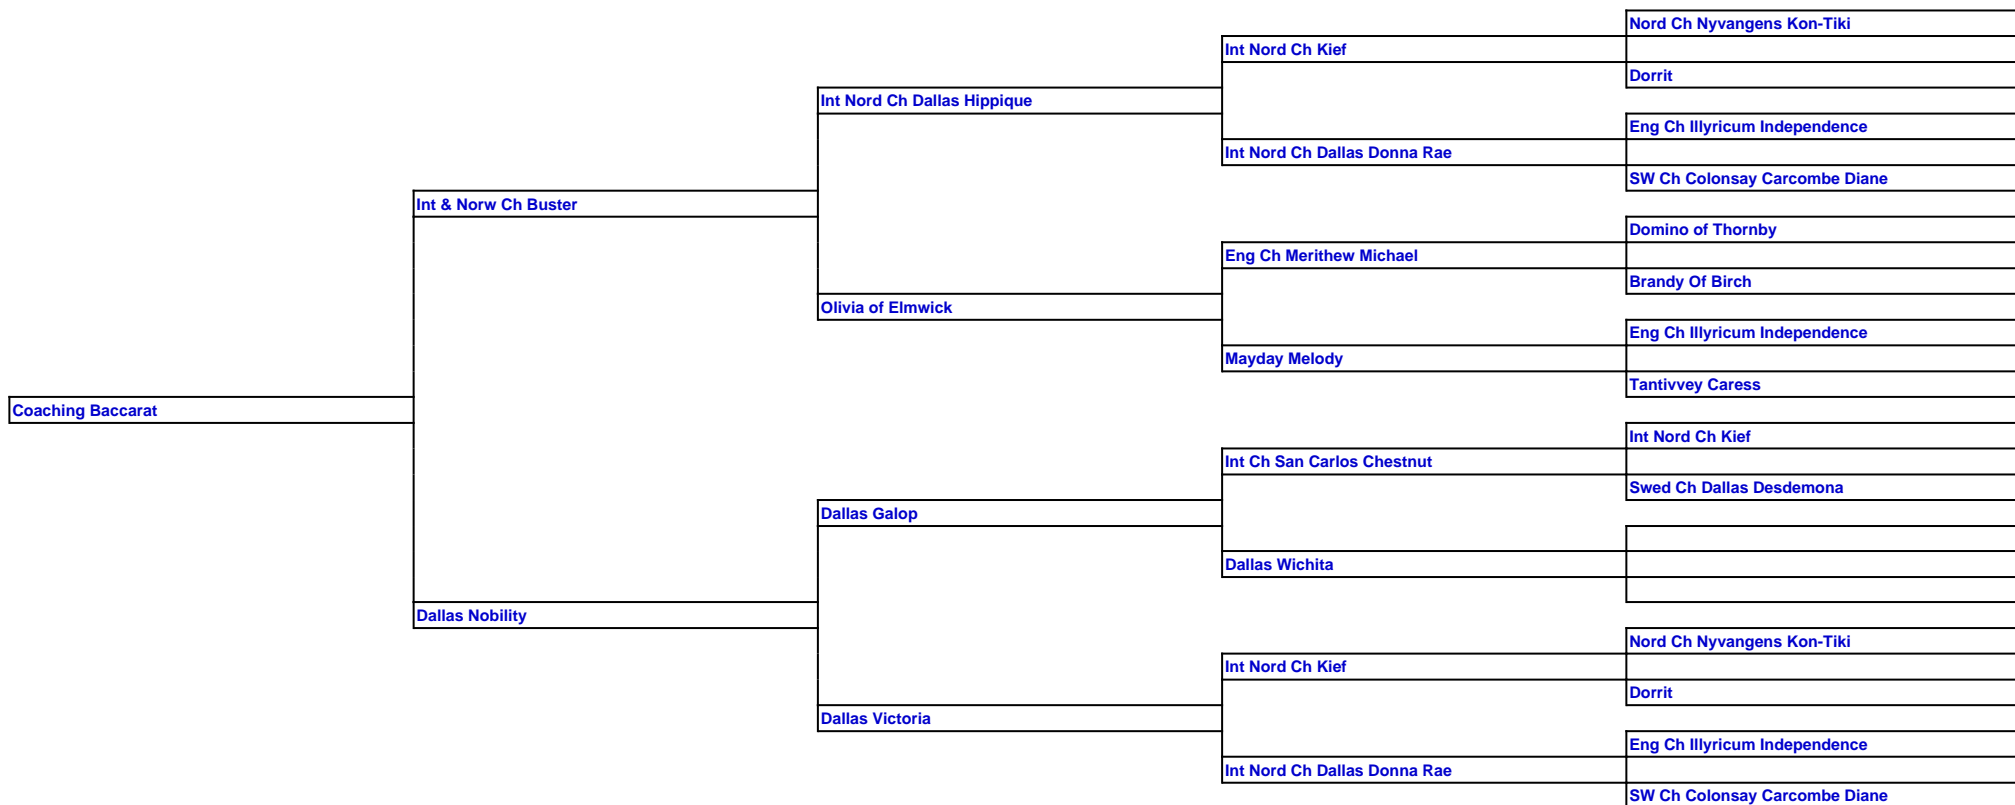 Nord Ch Nyvangens Kon-Tiki
Int Nord Ch Kief
Dorrit
Int Nord Ch Dallas Hippique
Eng Ch Illyricum Independence
Int Nord Ch Dallas Donna Rae
SW Ch Colonsay Carcombe Diane
Int & Norw Ch Buster
Domino of Thornby
Eng Ch Merithew Michael
Brandy Of Birch
Olivia of Elmwick
Eng Ch Illyricum Independence
Mayday Melody
Tantivvey Caress
Coaching Baccarat
Int Nord Ch Kief
Int Ch San Carlos Chestnut
Swed Ch Dallas Desdemona
Dallas Galop
Dallas Wichita
Dallas Nobility
Nord Ch Nyvangens Kon-Tiki
Int Nord Ch Kief
Dorrit
Dallas Victoria
Eng Ch Illyricum Independence
Int Nord Ch Dallas Donna Rae
SW Ch Colonsay Carcombe Diane